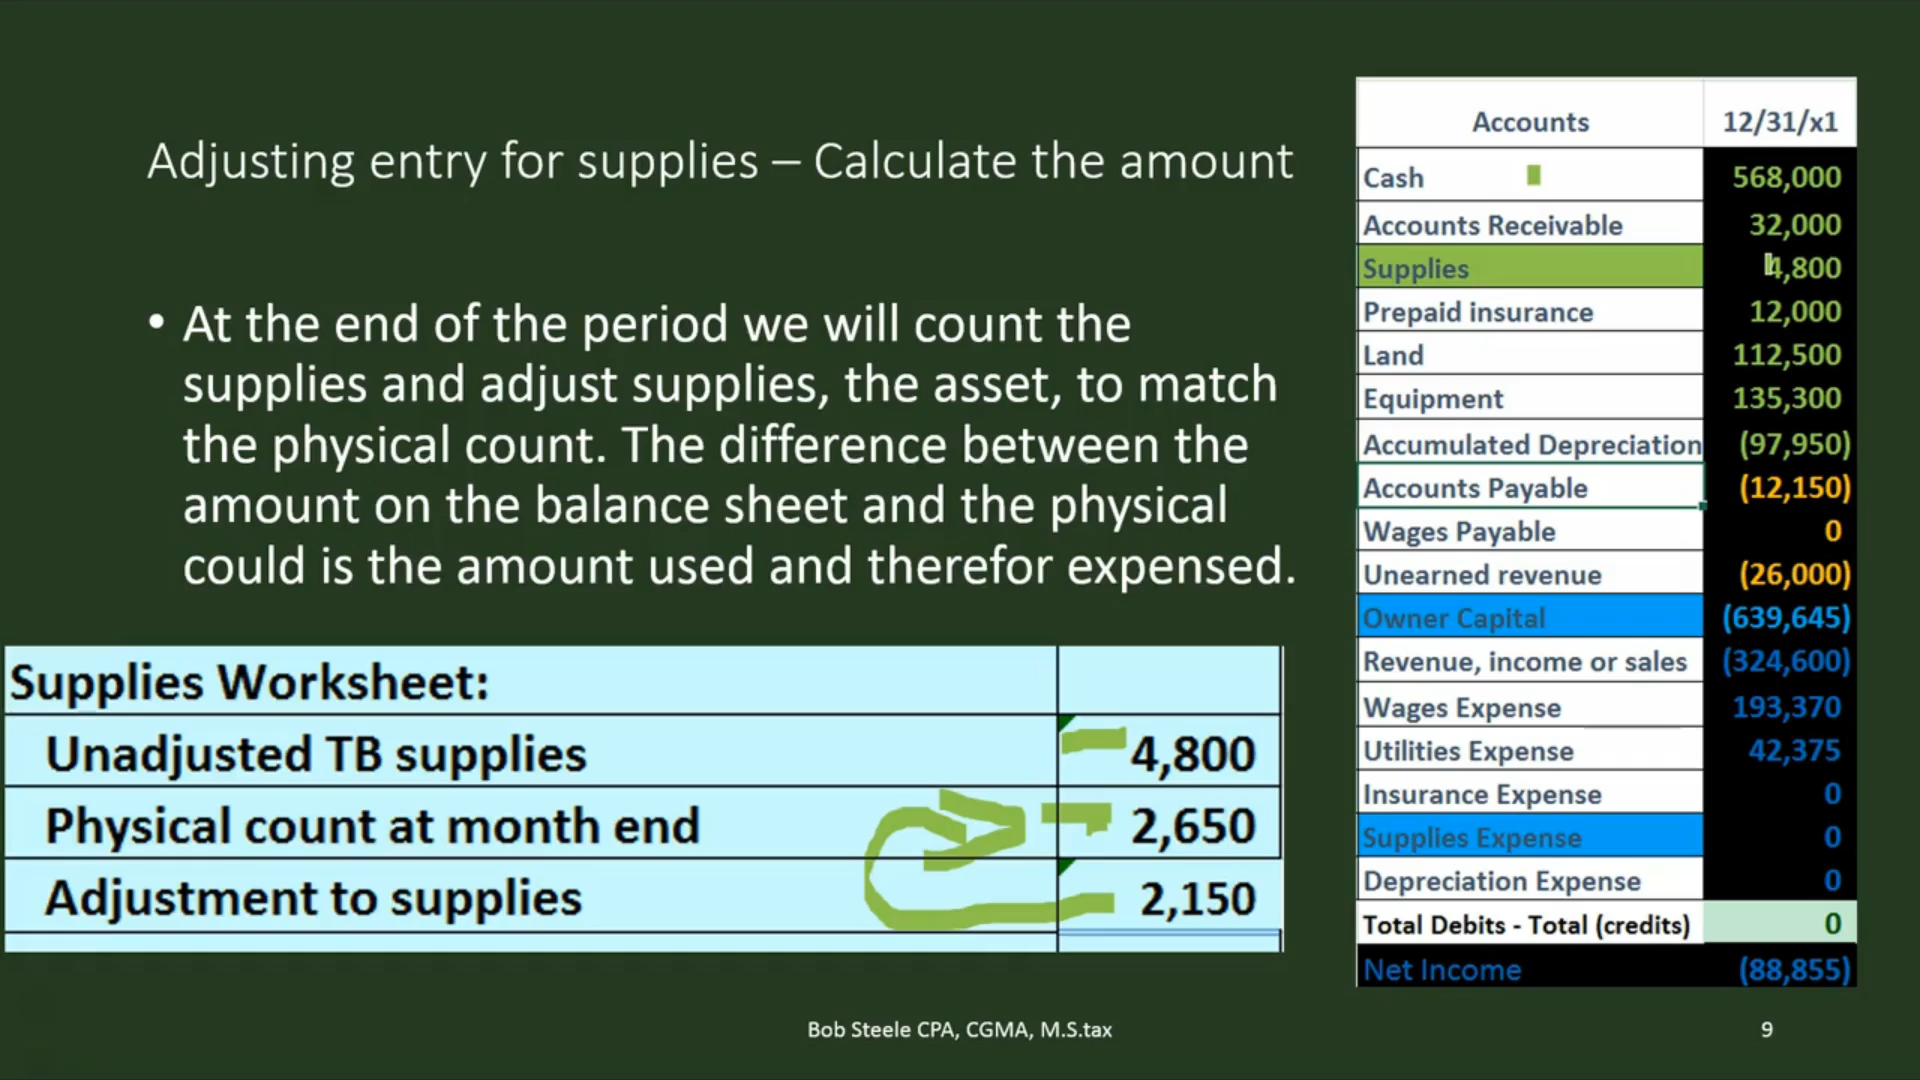 Adjusting entry for supplies – Calculate the amount
• At the end of the period we will count the
supplies and adjust supplies, the asset, to match
the physical count. The difference between the
amount on the balance sheet and the physical
could is the amount used and therefor expensed.
Supplies Worksheet:
Unadjusted TB supplies 4,800
Physical count at month end 2,650
Adjustment to supplies 2,150
Accounts 12/31/x1
Cash 568,000
Accounts Receivable 32,000
Supplies 4,800
Prepaid insurance 12,000
Land 112,500
Equipment 135,300
Accumulated Depreciation (97,950)
Accounts Payable (12,150)
Wages Payable 0
Unearned revenue (26,000)
Owner Capital (639,645)
Revenue, income or sales (324,600)
Wages Expense 193,370
Utilities Expense 42,375
Insurance Expense 0
Supplies Expense 0
Depreciation Expense 0
Total Debits - Total (credits) 0
Net Income (88,855)
Bob Steele CPA, CGMA, M.S.tax
9